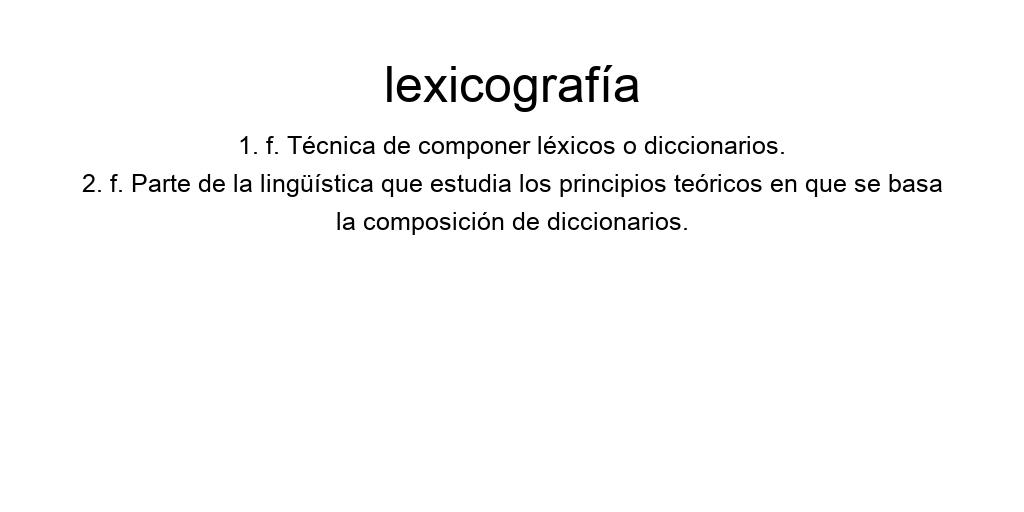 lexicografía
1. f. Técnica de componer léxicos o diccionarios.
2. f. Parte de la lingüística que estudia los principios teóricos en que se basa
la composición de diccionarios.